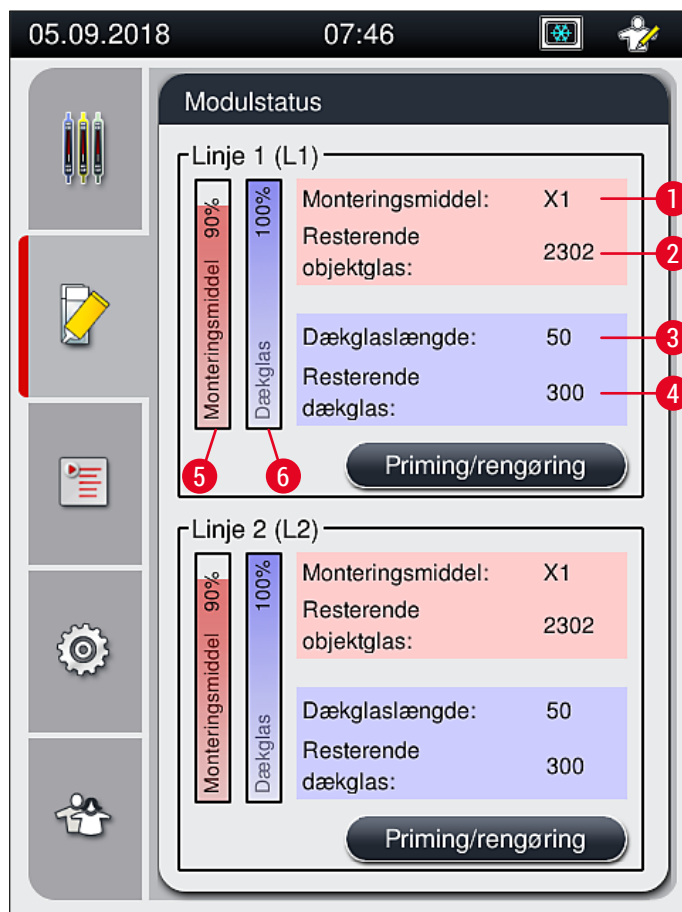 05.09.2018 07:46
Modulstatus
Linje 1 (L1)
Monteringsmiddel 90%
Dækglas 100%
Monteringsmiddel: X1
1
Resterende
objektglas: 2302
2
Dækglaslængde: 50
3
Resterende
dækglas: 300
4
5
6
Priming/rengøring
Linje 2 (L2)
Monteringsmiddel 90%
Dækglas 100%
Monteringsmiddel: X1
Resterende
objektglas: 2302
Dækglaslængde: 50
Resterende
dækglas: 300
Priming/rengøring